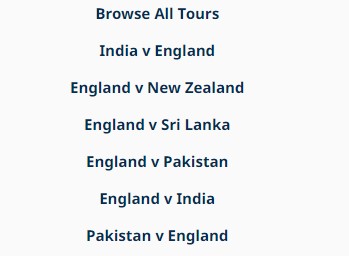 Browse All Tours
India v England
England v New Zealand
England v Sri Lanka
England v Pakistan
England v India
Pakistan v England